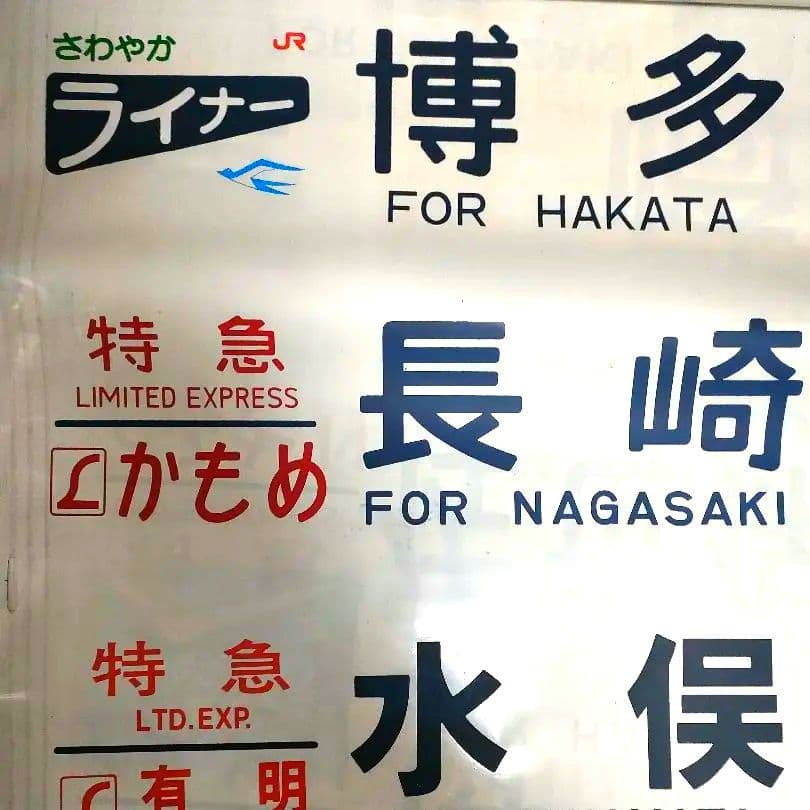 さわやか JR
ライナー
博多
FOR HAKATA
特急
LIMITED EXPRESS
かもめ
長崎
FOR NAGASAKI
特急
LTD.EXP.
有明
水俣